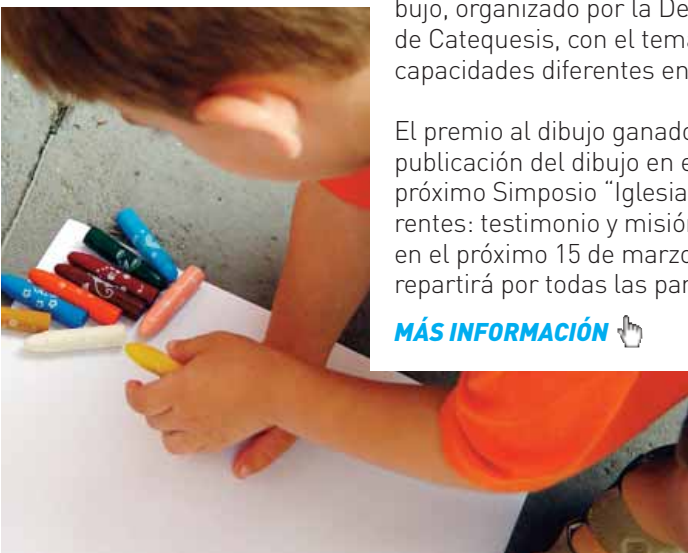 bujo, organizado por la De
de Catequesis, con el tema
capacidades diferentes en
El premio al dibujo ganado
publicación del dibujo en e
próximo Simposio “Iglesia
rentes: testimonio y misión
en el próximo 15 de marzo
repartirá por todas las par
MÁS INFORMACIÓN